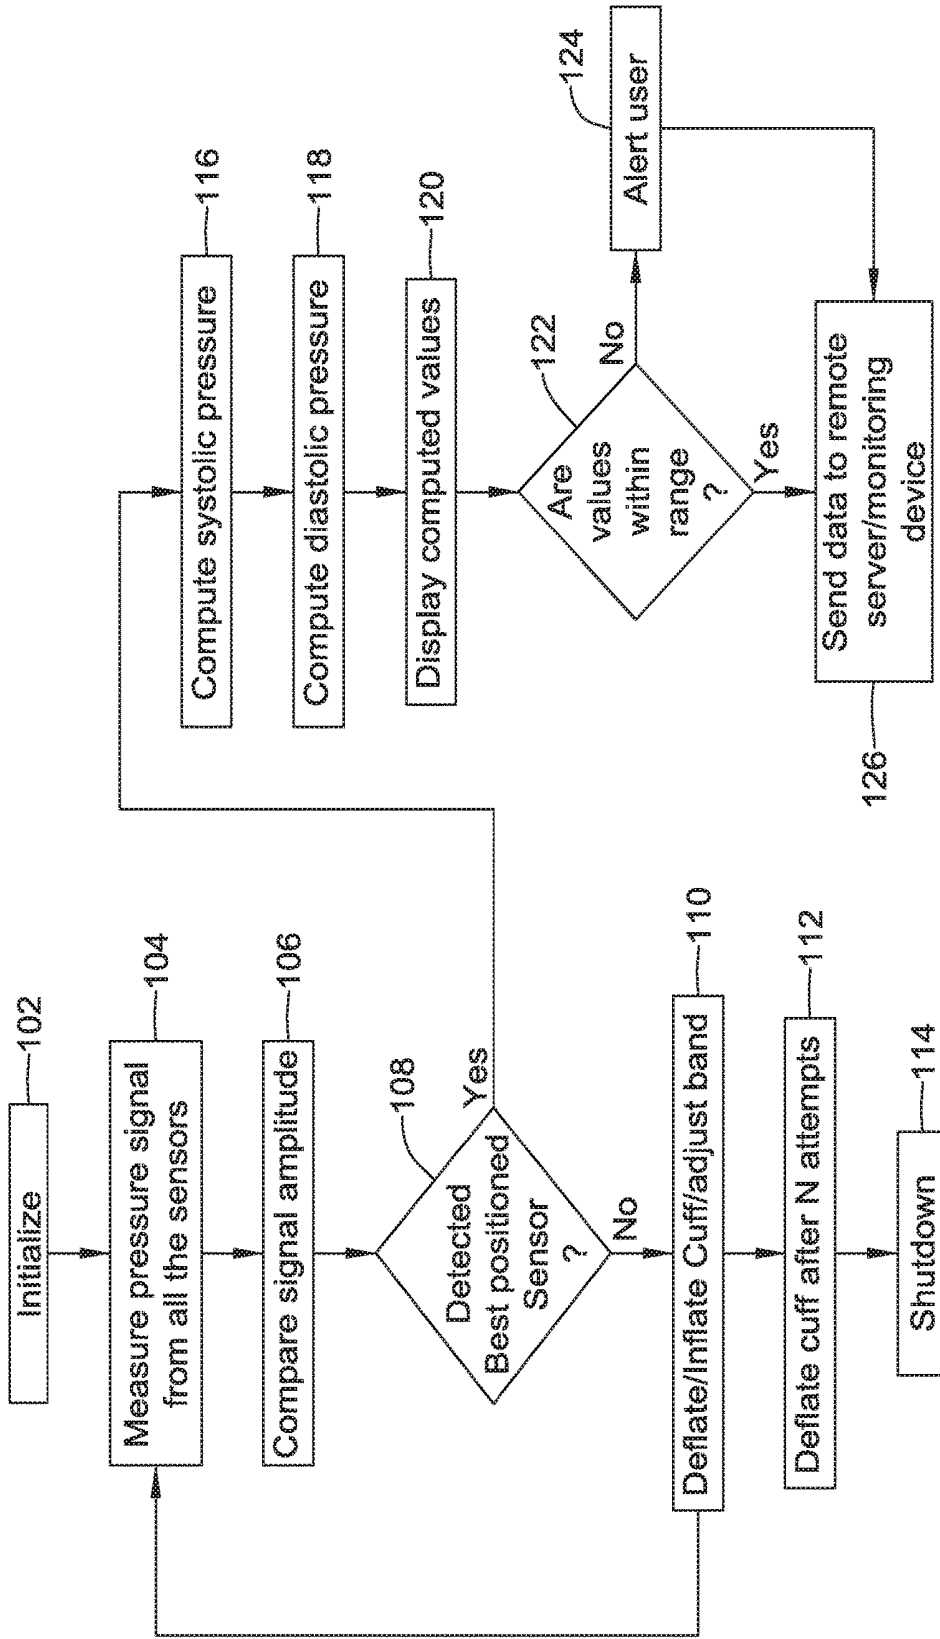 Initialize
102
Measure pressure signal
from all the sensors
104
Compare signal amplitude
106
Detected
Best positioned
Sensor
?
108
Yes
No
Deflate/Inflate Cuff/adjust band
110
Deflate cuff after N attempts
112
Shutdown
114
Compute systolic pressure
116
Compute diastolic pressure
118
Display computed values
120
Are
values
within
range
?
122
No
Yes
Alert user
124
Send data to remote
server/monitoring
device
126